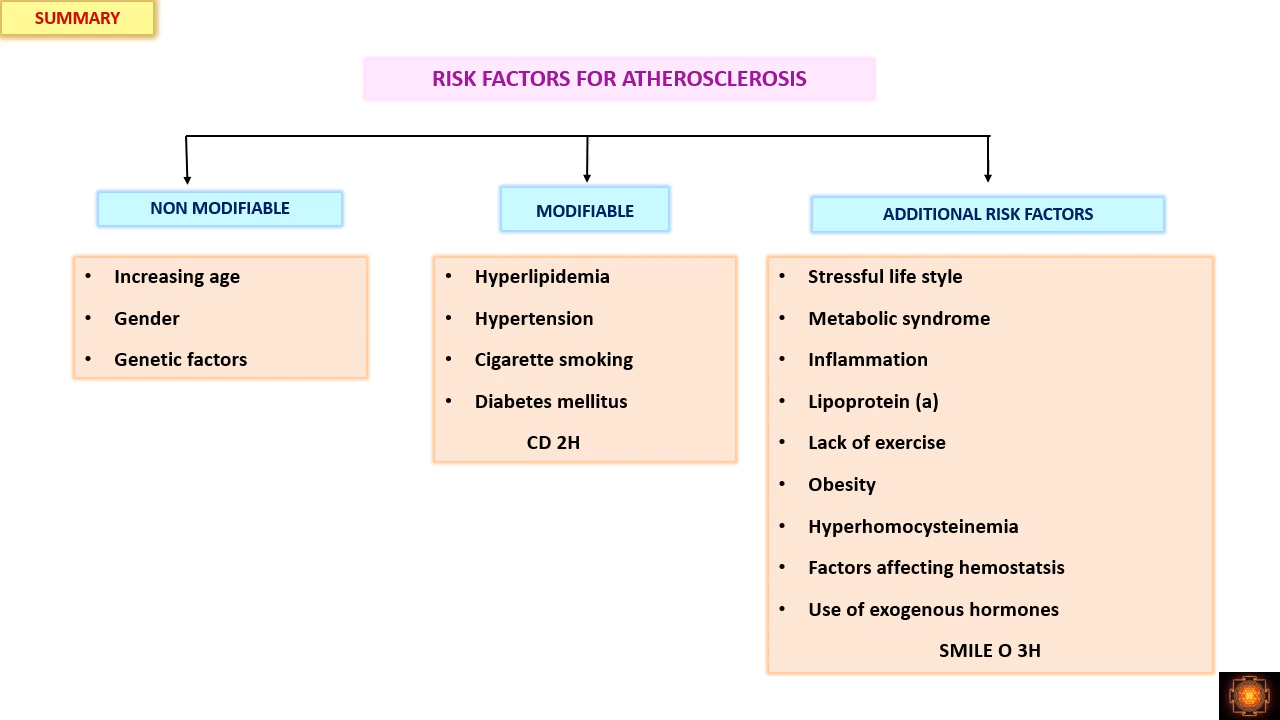 SUMMARY
RISK FACTORS FOR ATHEROSCLEROSIS
NON MODIFIABLE
• Increasing age
• Gender
• Genetic factors
MODIFIABLE
• Hyperlipidemia
• Hypertension
• Cigarette smoking
• Diabetes mellitus
CD 2H
ADDITIONAL RISK FACTORS
• Stressful life style
• Metabolic syndrome
• Inflammation
• Lipoprotein (a)
• Lack of exercise
• Obesity
• Hyperhomocysteinemia
• Factors affecting hemostatsis
• Use of exogenous hormones
SMILE O 3H